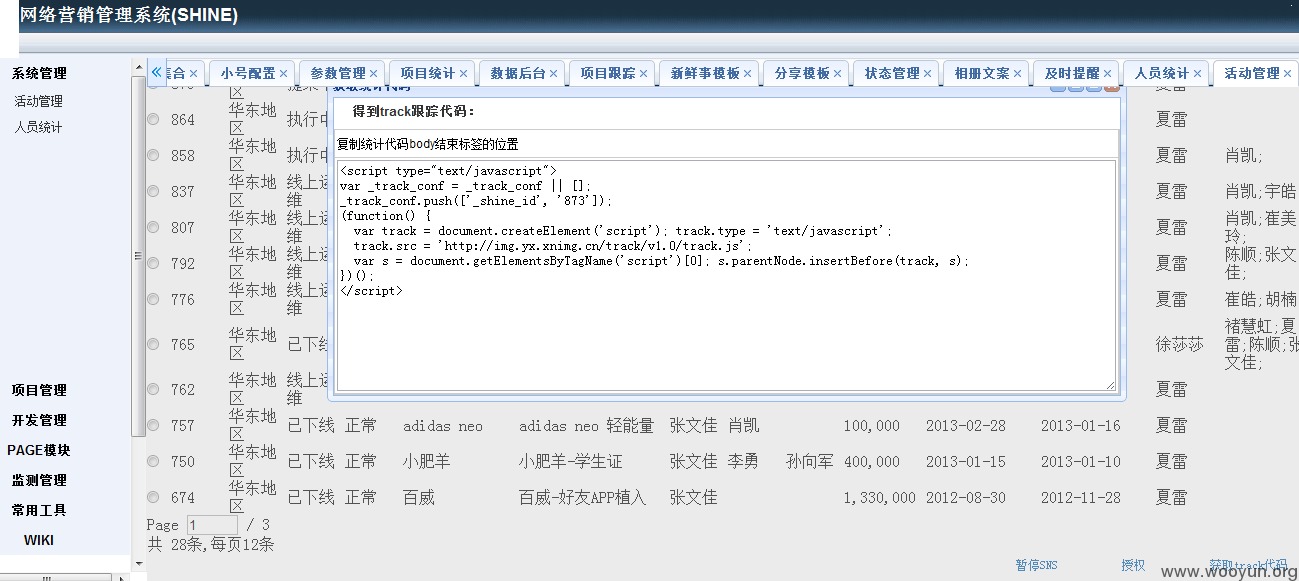 网络营销管理系统(SHINE)
系统管理
活动管理
人员统计
项目管理
开发管理
PAGE模块
监测管理
常用工具
WIKI
« 集合× 小号配置× 参数管理× 项目统计× 数据后台× 项目跟踪× 新鲜事模板× 分享模板× 状态管理× 相册文案× 及时提醒× 人员统计× 活动管理×
获取统计代码
得到track跟踪代码：
复制统计代码body结束标签的位置
<script type="text/javascript">
var _track_conf = _track_conf || [];
_track_conf.push(['_shine_id', '873']);
(function() {
var track = document.createElement('script'); track.type = 'text/javascript';
track.src = 'http://img.yx.xnimg.cn/track/v1.0/track.js';
var s = document.getElementsByTagName('script')[0]; s.parentNode.insertBefore(track, s);
})();
</script>
区 夏雷
864 华东地区 执行中 夏雷
858 华东地区 执行中 夏雷 肖凯;
837 华东地区 线上运维 夏雷 肖凯;宇皓
807 华东地区 线上运维 夏雷 肖凯;崔美玲;
792 华东地区 线上运维 夏雷 陈顺;张文佳;
776 华东地区 线上运维 夏雷 崔皓;胡楠
765 华东地区 已下线 徐莎莎 褚慧虹;夏雷;陈顺;张文佳;
762 华东地区 线上运维 夏雷
757 华东地区 已下线 正常 adidas neo adidas neo 轻能量 张文佳 肖凯 100,000 2013-02-28 2013-01-16 夏雷
750 华东地区 已下线 正常 小肥羊 小肥羊-学生证 张文佳 李勇 孙向军 400,000 2013-01-15 2013-01-10 夏雷
674 华东地区 已下线 正常 百威 百威-好友APP植入 张文佳 1,330,000 2012-08-30 2012-11-28 夏雷
Page 1 / 3
共 28条,每页12条
暂停SNS 授权 获取track代码
www.wooyun.org